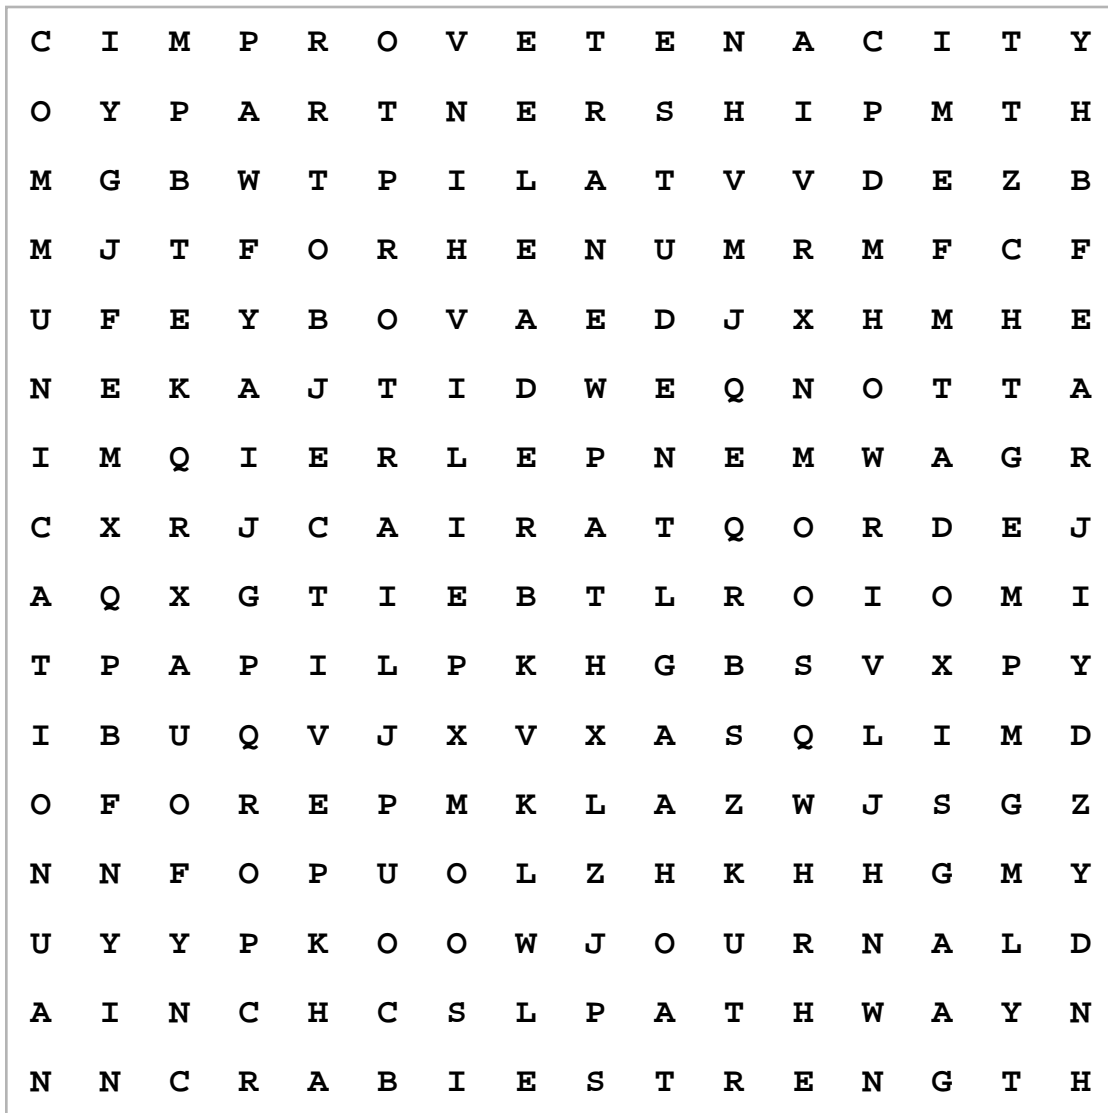 C I M P R O V E T E N A C I T Y
O Y P A R T N E R S H I P M T H
M G B W T P I L A T V V D E Z B
M J T F O R H E N U M R M F C F
U F E Y B O V A E D J X H M H E
N E K A J T I D W E Q N O T T A
I M Q I E R L E P N E M W A G R
C X R J C A I R A T Q O R D E J
A Q X G T I E B T L R O I O M I
T P A P I L P K H G B S V X P Y
I B U Q V J X V X A S Q L I M D
O F O R E P M K L A Z W J S G Z
N N F O P U O L Z H K H H G M Y
U Y Y P K O O W J O U R N A L D
A I N C H C S L P A T H W A Y N
N N C R A B I E S T R E N G T H